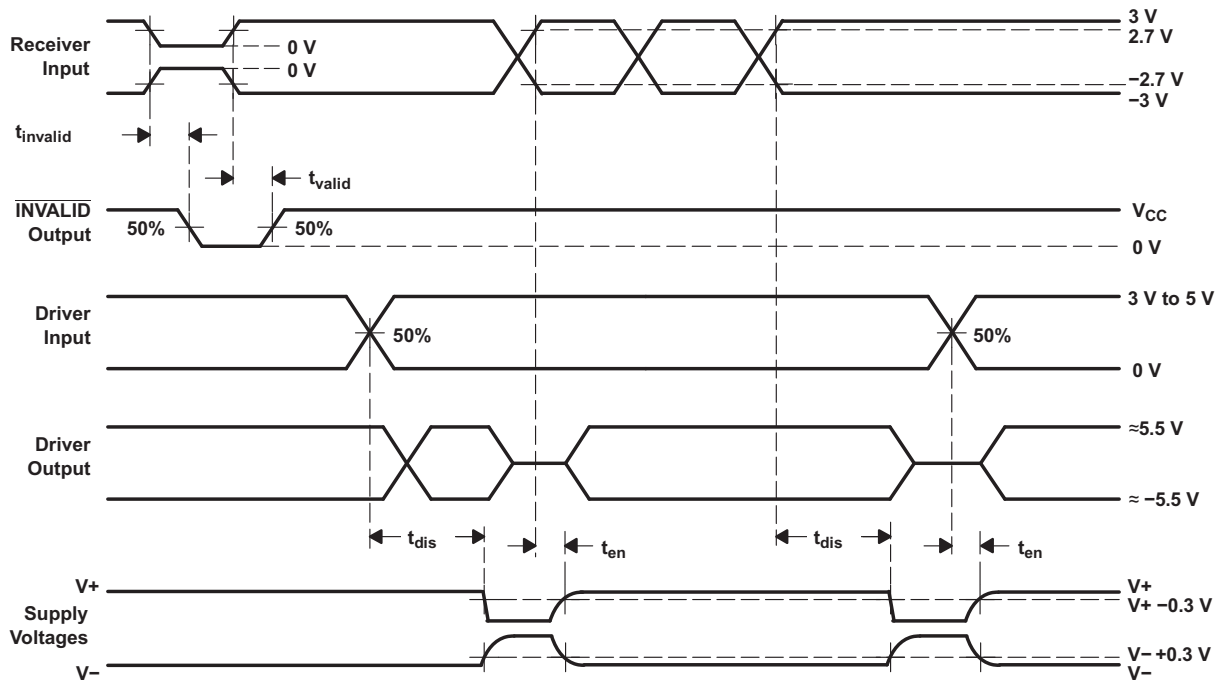 Receiver
Input
0 V
0 V
3 V
2.7 V
−2.7 V
−3 V
tinvalid
tvalid
INVALID
Output
50%
50%
VCC
0 V
Driver
Input
50%
50%
3 V to 5 V
0 V
Driver
Output
≈5.5 V
≈ −5.5 V
tdis
ten
tdis
ten
V+
Supply
Voltages
V−
V+
V+ −0.3 V
V− +0.3 V
V−